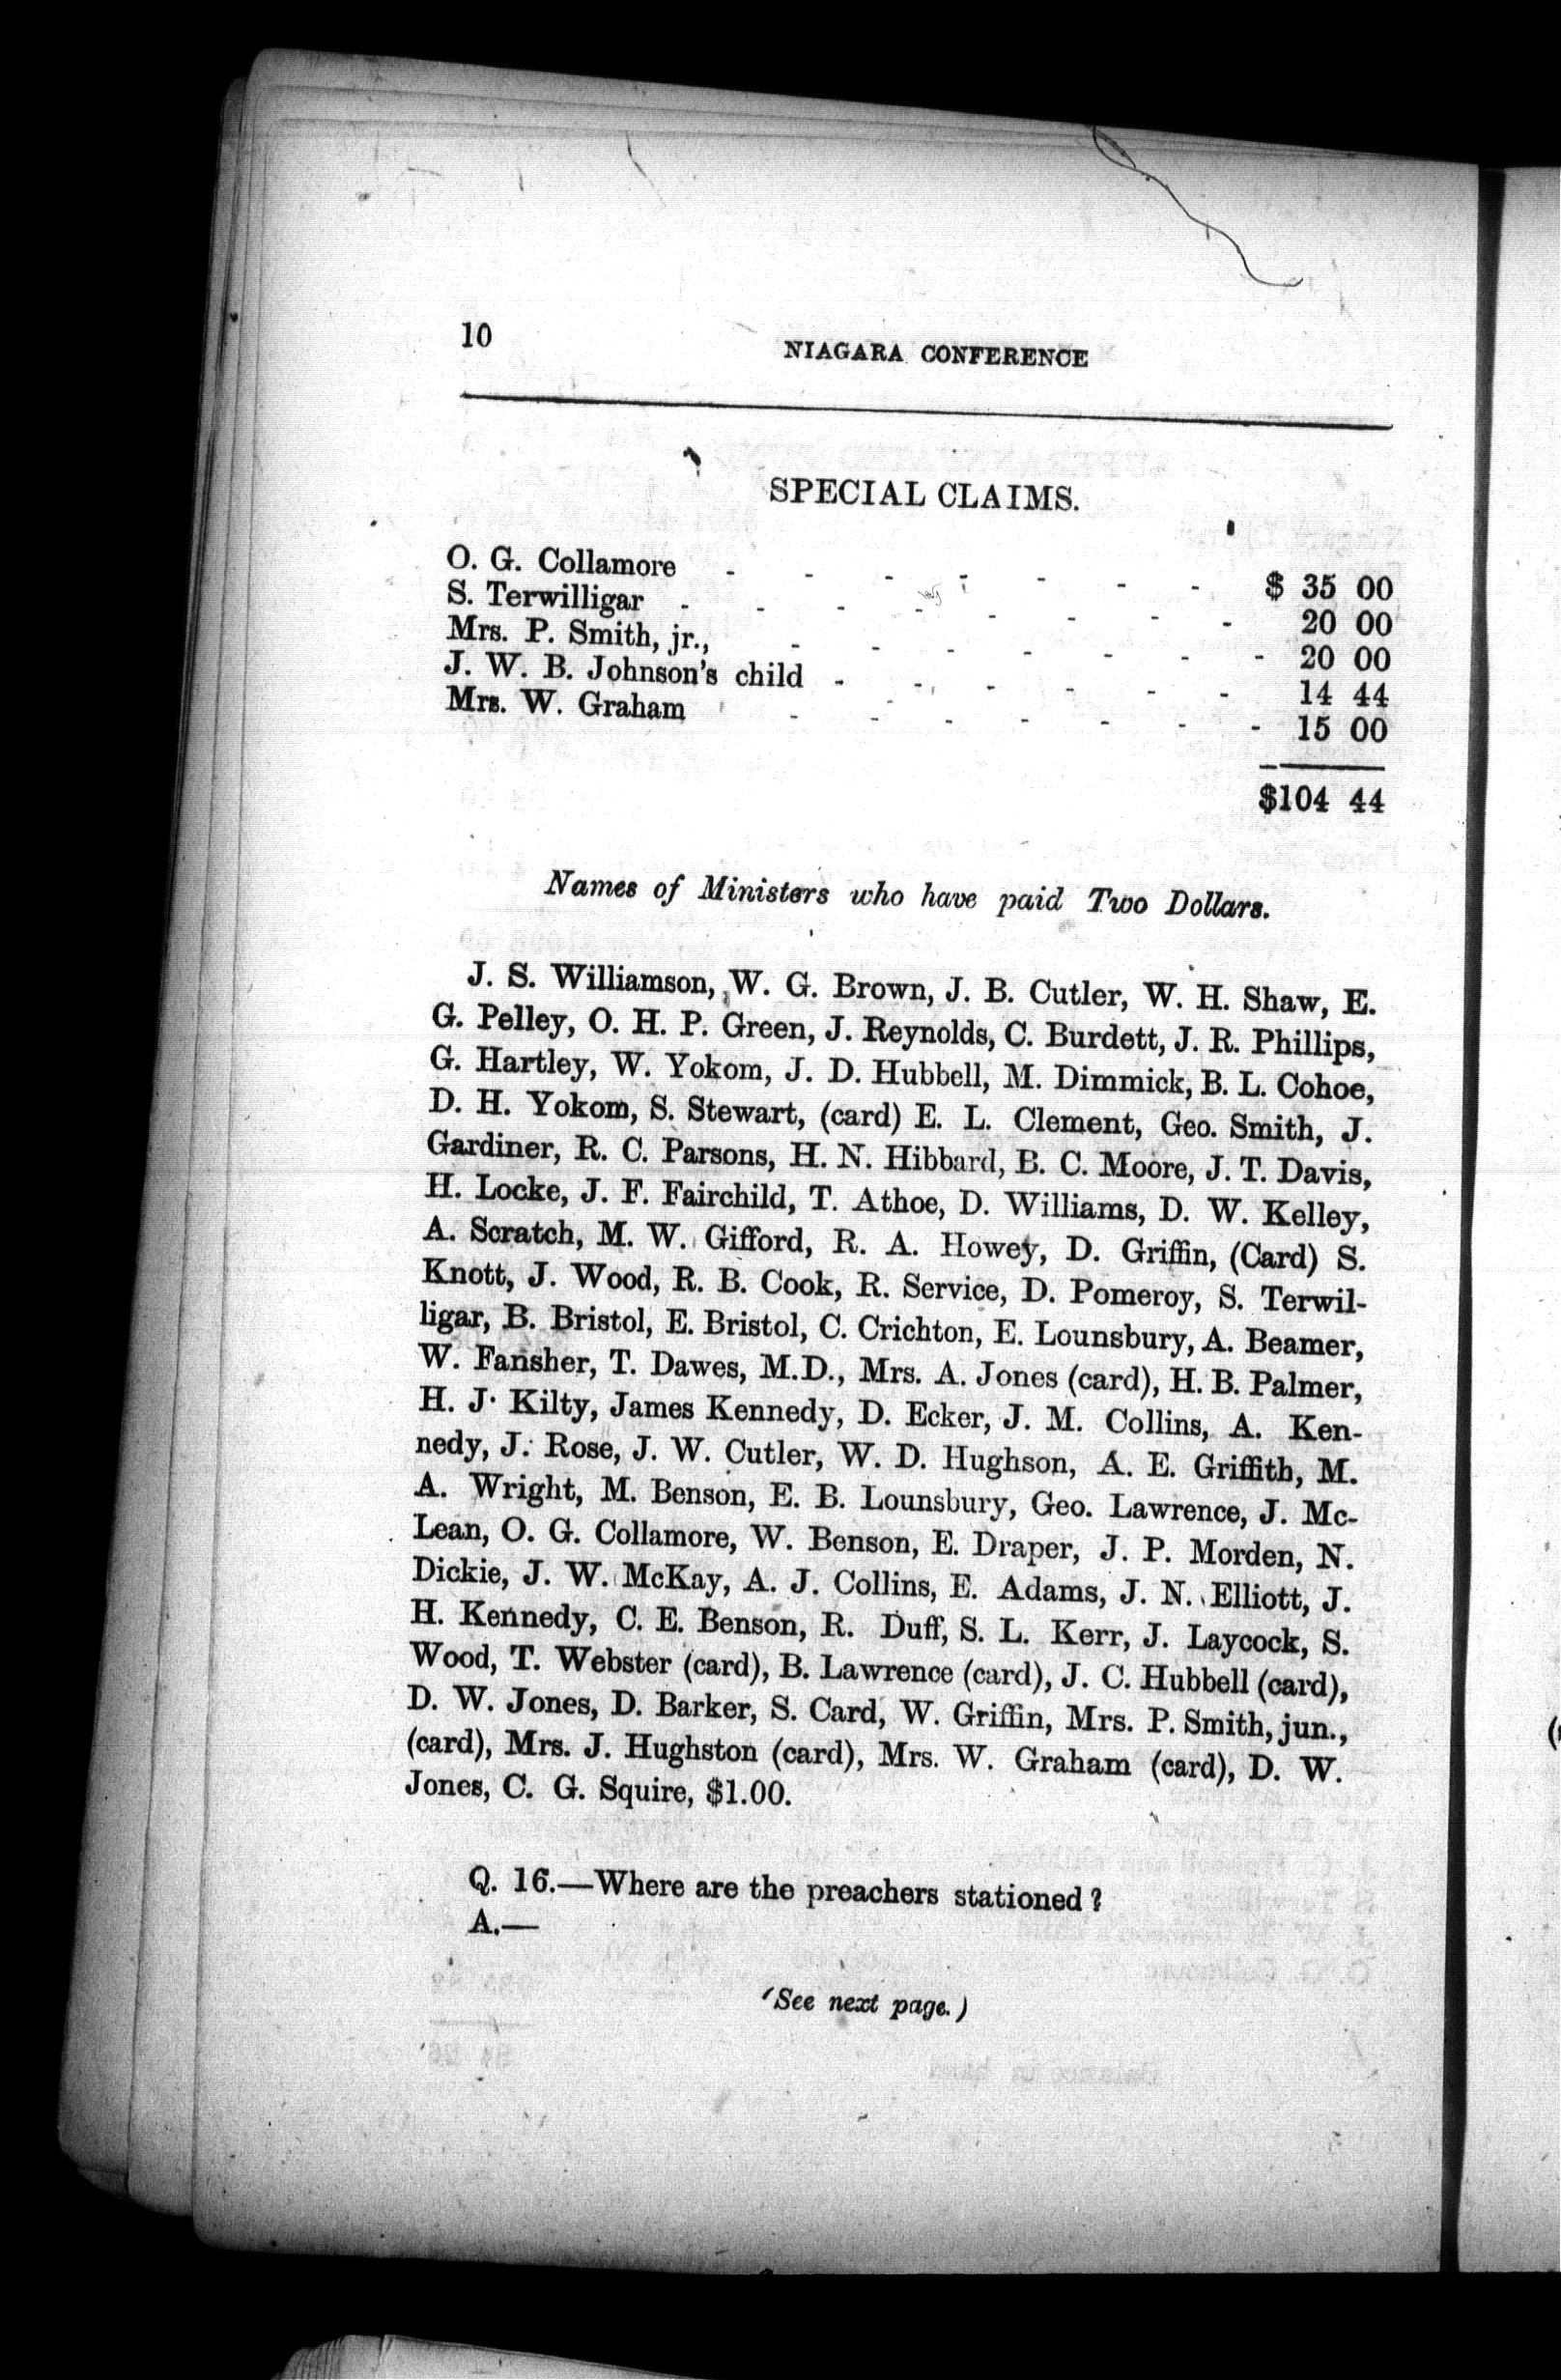 10
NIAGARA CONFERENCE
SPECIAL CLAIMS.
O. G. Collamore - - - - - - - $ 35 00
S. Terwilligar - - - - - - - - 20 00
Mrs. P. Smith, jr., - - - - - - - 20 00
J. W. B. Johnson's child - - - - - - 14 44
Mrs. W. Graham - - - - - - - 15 00
$104 44
Names of Ministers who have paid Two Dollars.
J. S. Williamson, W. G. Brown, J. B. Cutler, W. H. Shaw, E.
G. Pelley, O. H. P. Green, J. Reynolds, C. Burdett, J. R. Phillips,
G. Hartley, W. Yokom, J. D. Hubbell, M. Dimmick, B. L. Cohoe,
D. H. Yokom, S. Stewart, (card) E. L. Clement, Geo. Smith, J.
Gardiner, R. C. Parsons, H. N. Hibbard, B. C. Moore, J. T. Davis,
H. Locke, J. F. Fairchild, T. Athoe, D. Williams, D. W. Kelley,
A. Scratch, M. W. Gifford, R. A. Howey, D. Griffin, (Card) S.
Knott, J. Wood, R. B. Cook, R. Service, D. Pomeroy, S. Terwil-
ligar, B. Bristol, E. Bristol, C. Crichton, E. Lounsbury, A. Beamer,
W. Fansher, T. Dawes, M.D., Mrs. A. Jones (card), H. B. Palmer,
H. J. Kilty, James Kennedy, D. Ecker, J. M. Collins, A. Ken-
nedy, J. Rose, J. W. Cutler, W. D. Hughson, A. E. Griffith, M.
A. Wright, M. Benson, E. B. Lounsbury, Geo. Lawrence, J. Mc-
Lean, O. G. Collamore, W. Benson, E. Draper, J. P. Morden, N.
Dickie, J. W. McKay, A. J. Collins, E. Adams, J. N. Elliott, J.
H. Kennedy, C. E. Benson, R. Duff, S. L. Kerr, J. Laycock, S.
Wood, T. Webster (card), B. Lawrence (card), J. C. Hubbell (card),
D. W. Jones, D. Barker, S. Card, W. Griffin, Mrs. P. Smith, jun.,
(card), Mrs. J. Hughston (card), Mrs. W. Graham (card), D. W.
Jones, C. G. Squire, $1.00.
Q. 16.—Where are the preachers stationed?
A.—
(See next page.)